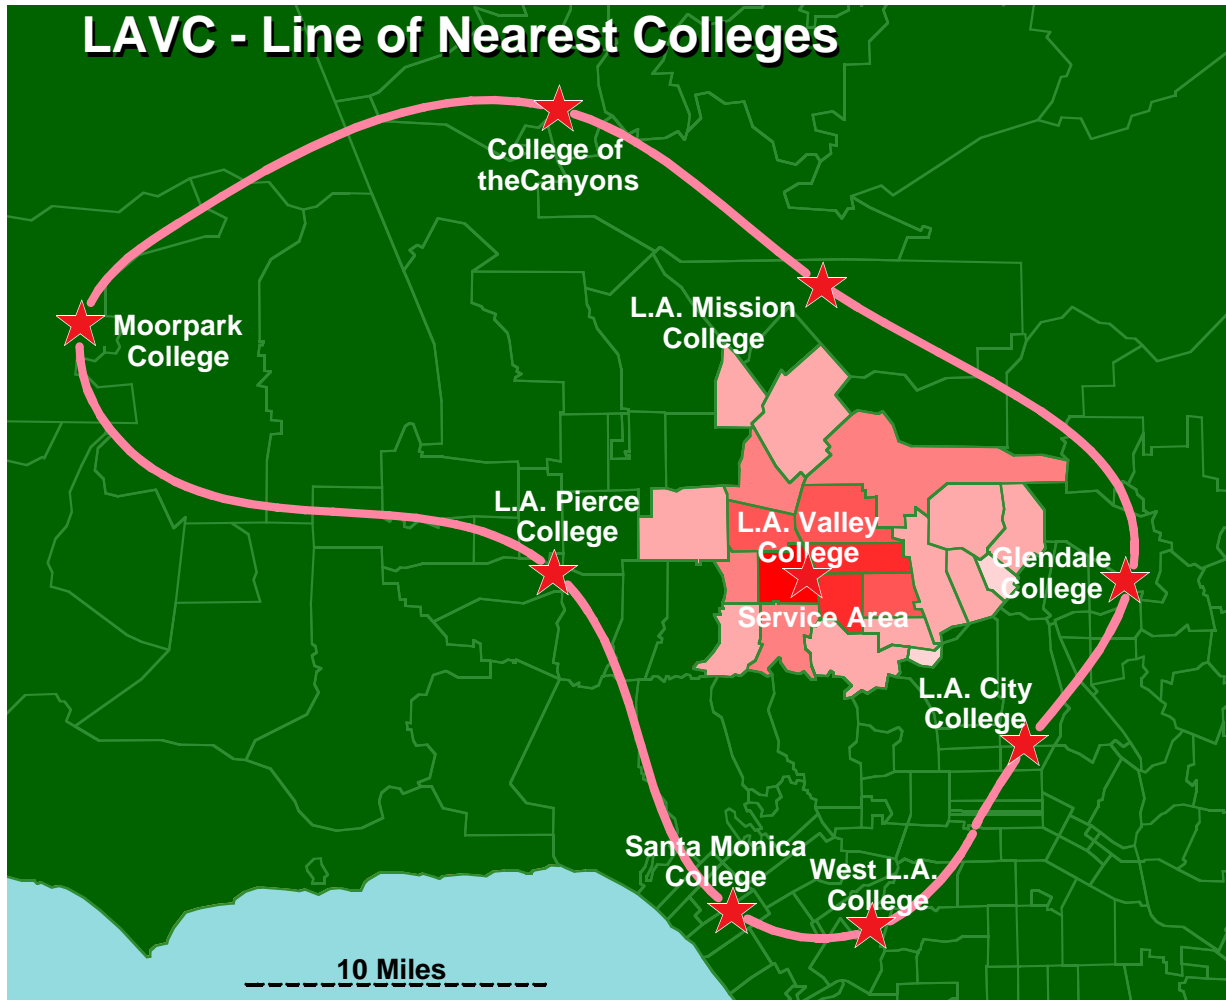 LAVC - Line of Nearest Colleges
College of
theCanyons
L.A. Mission
College
Moorpark
College
L.A. Pierce
College
L.A. Valley
College
Glendale
College
Service Area
L.A. City
College
Santa Monica
College
West L.A.
College
10 Miles